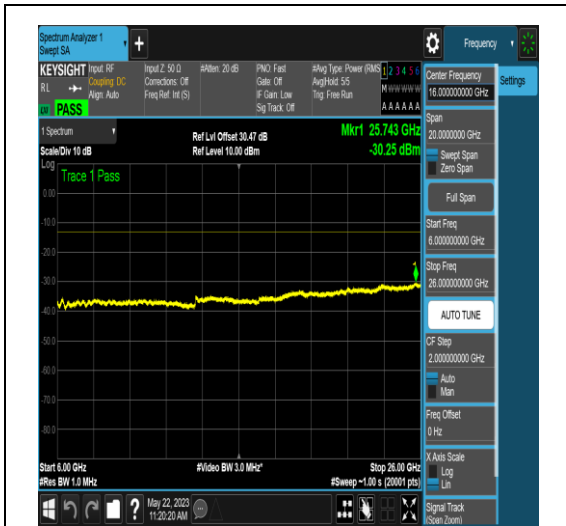 Spectrum Analyzer 1
Swept SA
+
Frequency
KEYSIGHT
RL
Input: RF
Coupling: DC
Align: Auto
Input Z: 50 Ω
Corrections: Off
Freq Ref: Int (S)
#Atten: 20 dB
PNO: Fast
Gate: Off
IF Gain: Low
Sig Track: Off
#Avg Type: Power (RMS
Avg|Hold: 5/5
Trig: Free Run
1 2 3 4 5 6
M W W W W W
A A A A A A
PASS
Center Frequency
16.000000000 GHz
Settings
1 Spectrum
Ref Lvl Offset 30.47 dB
Mkr1 25.743 GHz
Scale/Div 10 dB
Ref Level 10.00 dBm
-30.25 dBm
Log
Trace 1 Pass
0.00
-10.0
-20.0
-30.0
-40.0
-50.0
-60.0
-70.0
-80.0
1
Span
20.0000000 GHz
Swept Span
Zero Span
Full Span
Start Freq
6.000000000 GHz
Stop Freq
26.000000000 GHz
AUTO TUNE
CF Step
2.000000000 GHz
Auto
Man
Freq Offset
0 Hz
X Axis Scale
Log
Lin
Signal Track
(Span Zoom)
Start 6.00 GHz
#Video BW 3.0 MHz*
Stop 26.00 GHz
#Res BW 1.0 MHz
#Sweep ~1.00 s (20001 pts)
?
May 22, 2023
11:20:20 AM